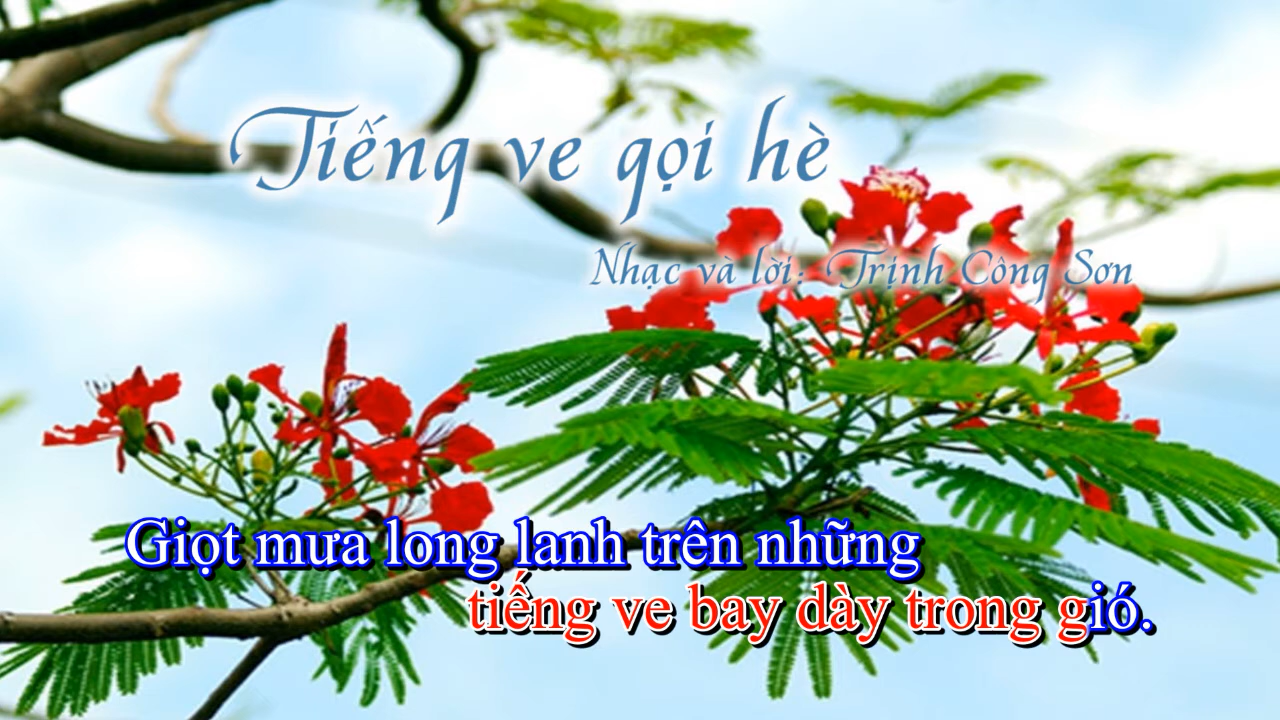 Tiếng ve gọi hè
Nhạc và lời: Trịnh Công Sơn
Giọt mưa long lanh trên những
tiếng ve bay dày trong gió.